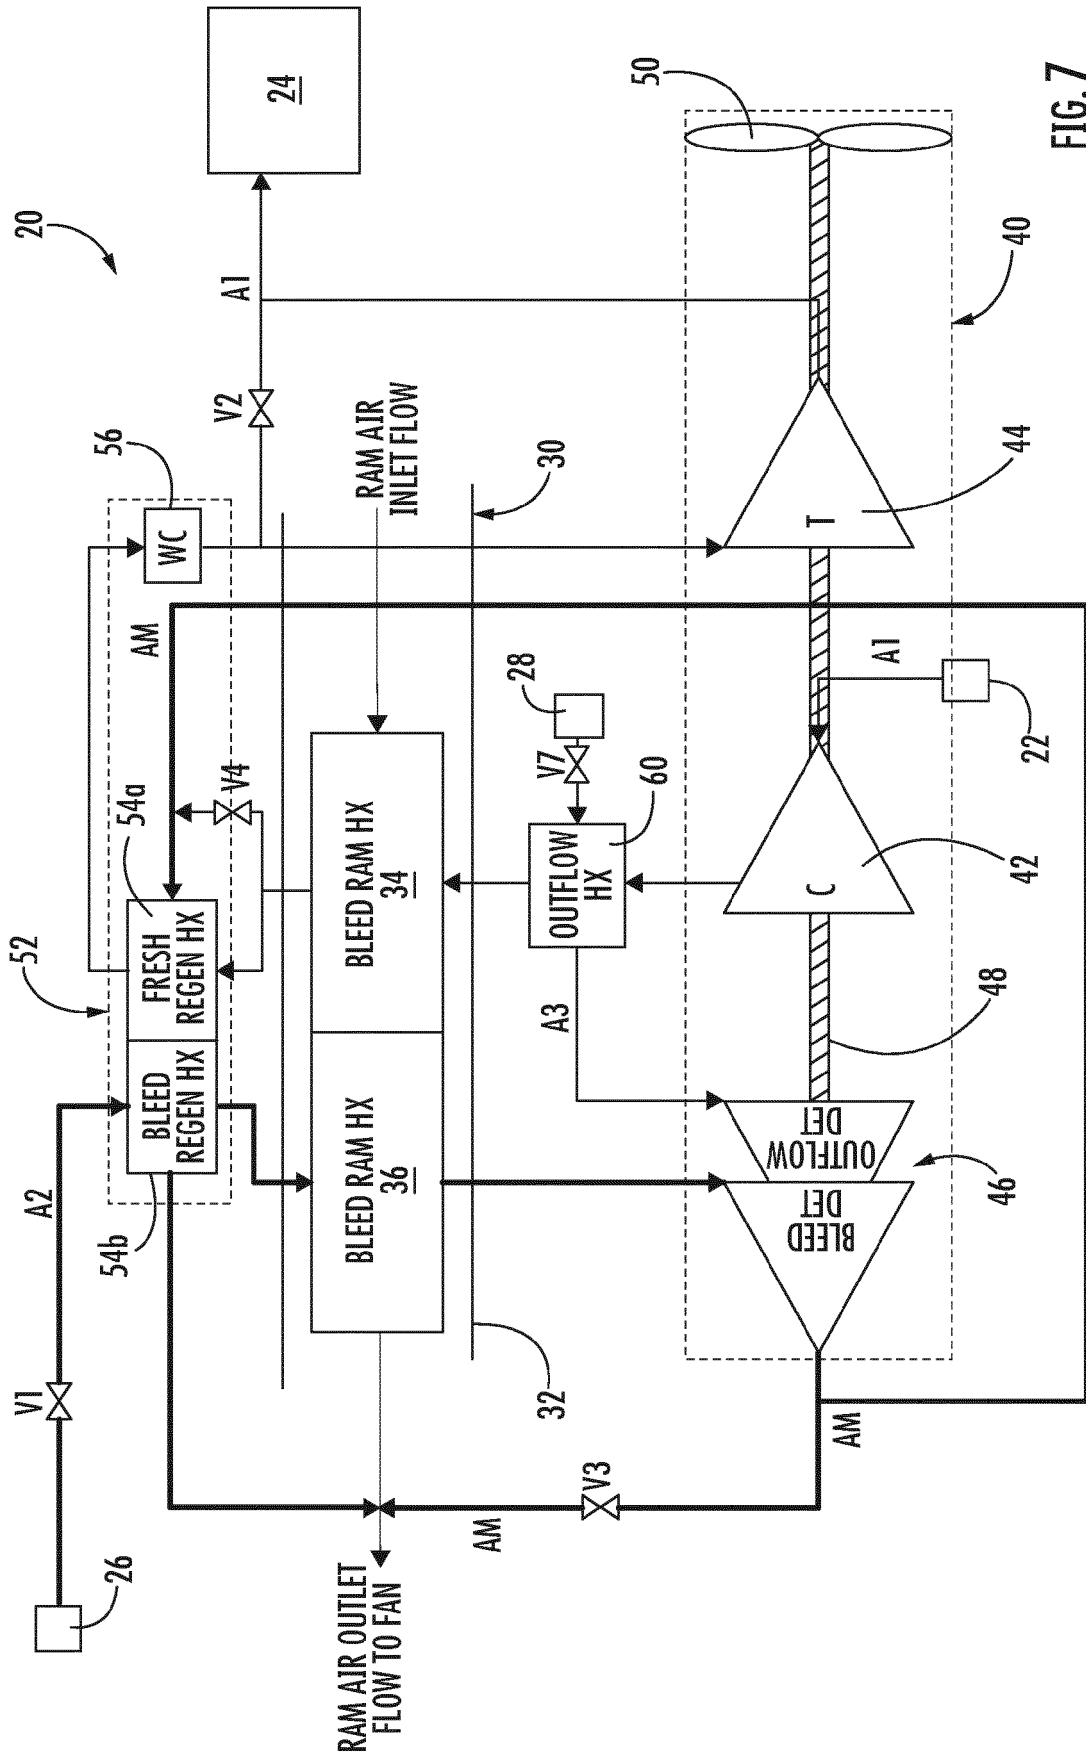 20
A2
V1
26
52
54b
BLEED
REGEN HX
54a
FRESH
REGEN HX
AM
WC
56
V4
V2
A1
24
RAM AIR OUTLET
FLOW TO FAN
AM
V3
BLEED RAM HX
36
BLEED RAM HX
34
RAM AIR
INLET FLOW
32
30
A3
OUTFLOW
HX
60
V7
28
50
AM
BLEED
DET
OUTFLOW
DET
46
48
C
42
A1
22
T
44
40
FIG. 7